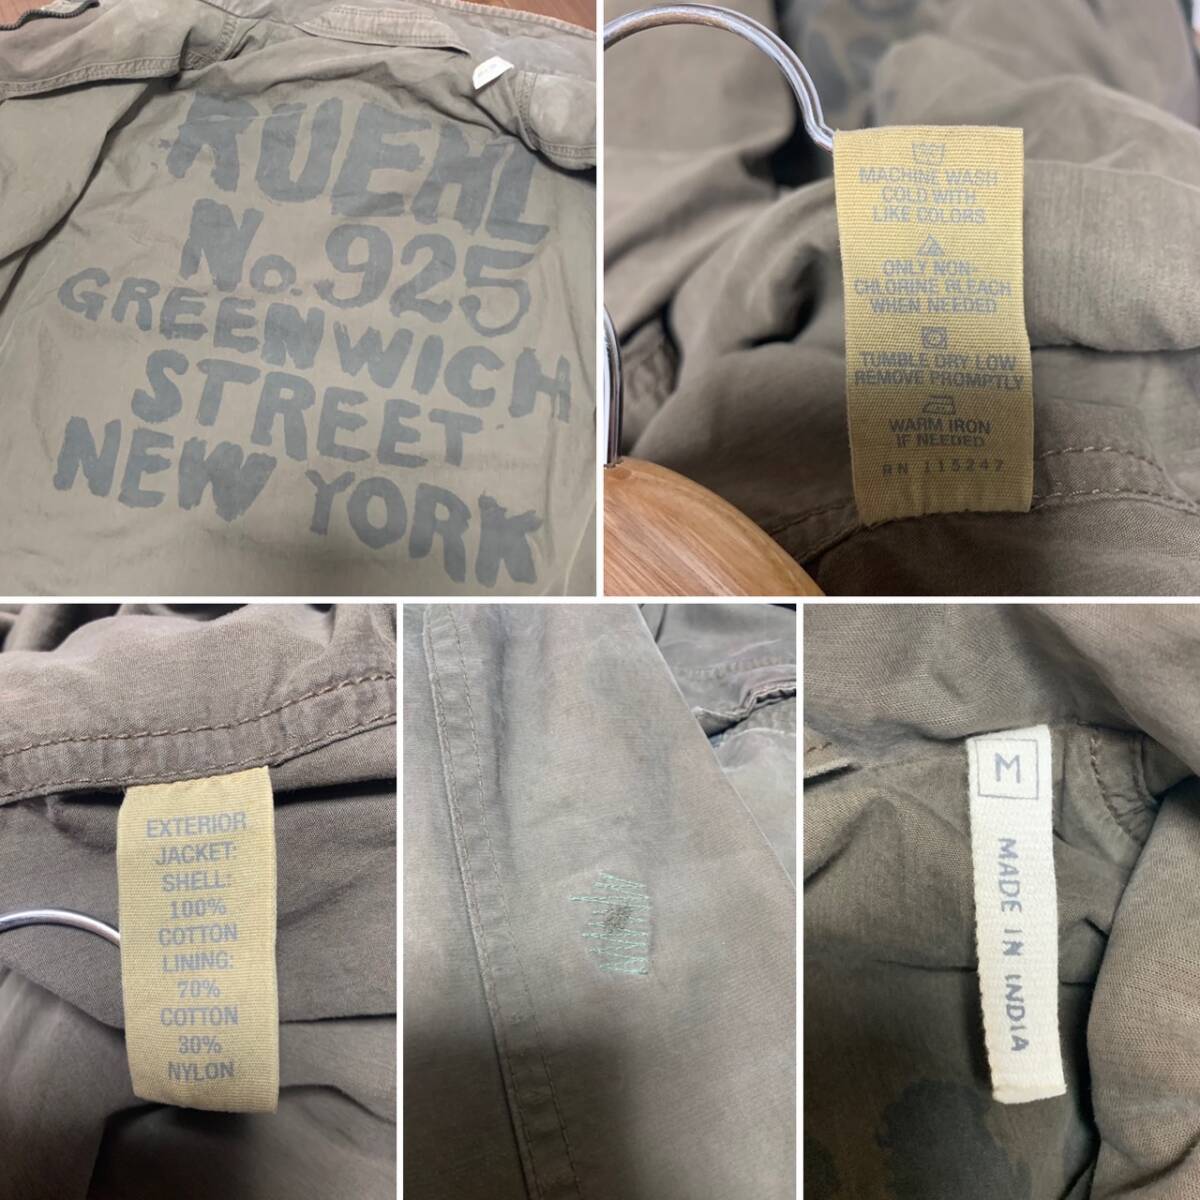 RUEHL
No. 925
GREENWICH
STREET
NEW YORK
MACHINE WASH
COLD WITH
LIKE COLORS
ONLY NON-
CHLORINE BLEACH
WHEN NEEDED
TUMBLE DRY LOW
REMOVE PROMPTLY
WARM IRON
IF NEEDED
RN 115247
EXTERIOR
JACKET:
SHELL:
100%
COTTON
LINING:
70%
COTTON
30%
NYLON
M
MADE IN INDIA